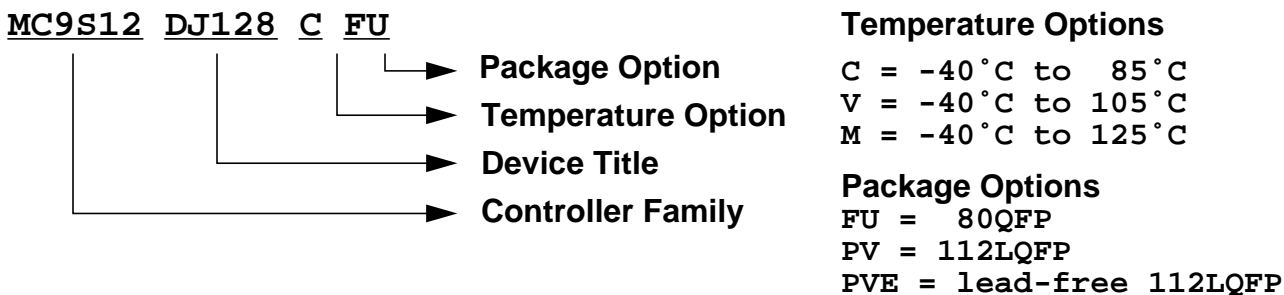 MC9S12 DJ128 C FU
Package Option
Temperature Option
Device Title
Controller Family
Temperature Options
C = -40˚C to  85˚C
V = -40˚C to 105˚C
M = -40˚C to 125˚C
Package Options
FU =  80QFP
PV = 112LQFP
PVE = lead-free 112LQFP